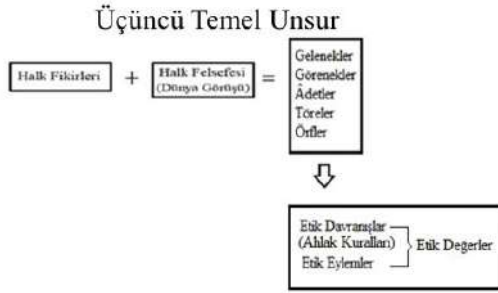 Üçüncü Temel Unsur
Halk Fikirleri + Halk Felsefesi =
(Dünya Görüşü)
Gelenekler
Görenekler
Âdetler
Töreler
Örfler
Etik Davranışlar
(Ahlak Kuralları)
Etik Eylemler
Etik Değerler